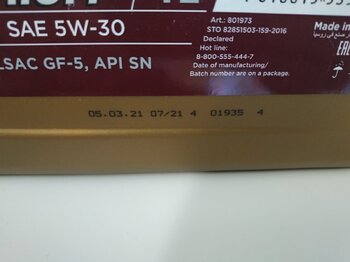 SAE 5W-30
ILSAC GF-5, API SN
Art.: 801973
STO 82851503-159-2016
Declared
Hot line:
8-800-555-444-7
Date of manufacturing/
Batch number are on a package.
Made in
05.03.21 07/21 4 01935 4